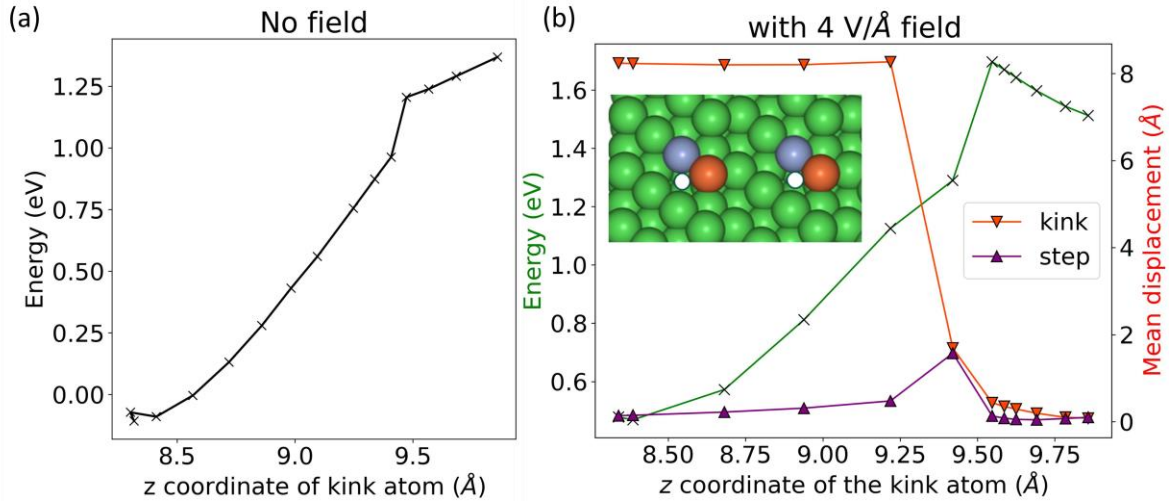 (a)
No field
Energy (eV)
1.25
1.00
0.75
0.50
0.25
0.00
8.5 9.0 9.5
z coordinate of kink atom (Å)
(b)
with 4 V/Å field
Energy (eV)
1.6
1.4
1.2
1.0
0.8
0.6
kink
step
8
6
4
2
0
Mean displacement (Å)
8.50 8.75 9.00 9.25 9.50 9.75
z coordinate of the kink atom (Å)